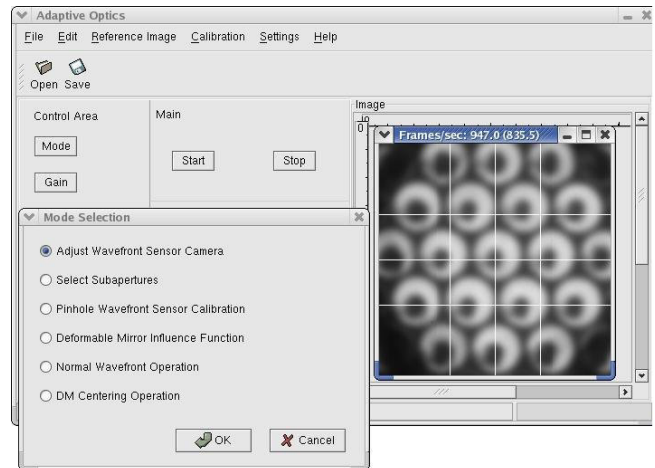 Adaptive Optics
File Edit Reference Image Calibration Settings Help
Open Save
Control Area
Mode
Gain
Main
Start Stop
Image
0
Frames/sec: 947.0 (835.5)
Mode Selection
Adjust Wavefront Sensor Camera
Select Subapertures
Pinhole Wavefront Sensor Calibration
Deformable Mirror Influence Function
Normal Wavefront Operation
DM Centering Operation
OK Cancel